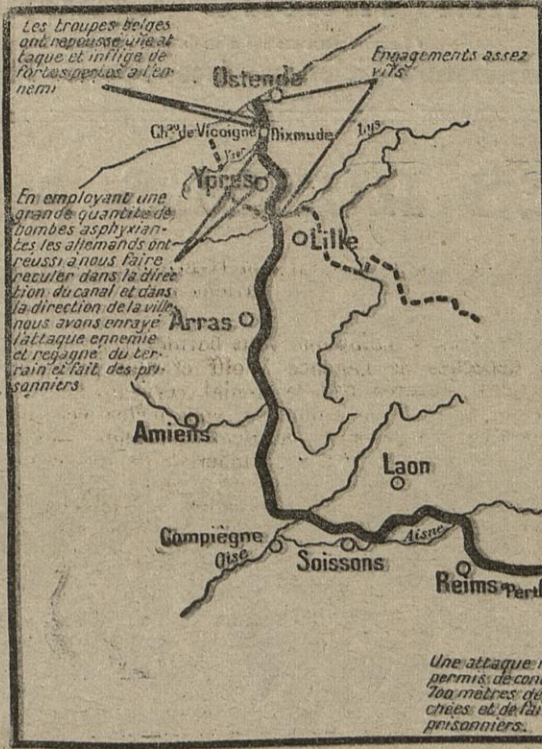 Les troupes belges
ont repoussé une at
taque et infligé de
fortes pertes à l'en-
nemi
Engagements assez
vifs
Ostende
Chau de Vicoigne
Dixmude
Lys
Yser
Ypres
En employant une
grande quantité de
bombes asphyxian-
tes les allemands ont
réussi à nous faire
reculer dans la direc
tion du canal et dans
la direction de la ville
nous avons enrayé
l'attaque ennemie
et regagné du ter-
rain et fait des pri-
sonniers
Lille
Arras
Amiens
Laon
Compiègne
Oise
Soissons
Aisne
Reims
Perth
Une attaque
permis de con
700 mètres de
chées et de fai
prisonniers.